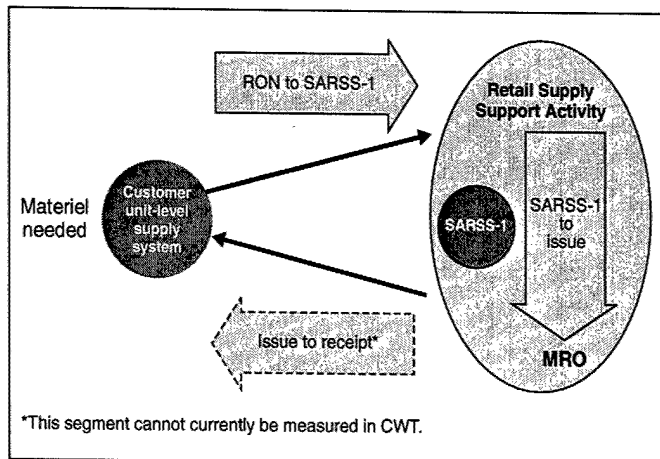 RON to SARSS-1
Retail Supply
Support Activity
Materiel
needed
Customer
unit-level
supply
system
SARSS-1
SARSS-1
to
issue
Issue to receipt*
MRO
*This segment cannot currently be measured in CWT.